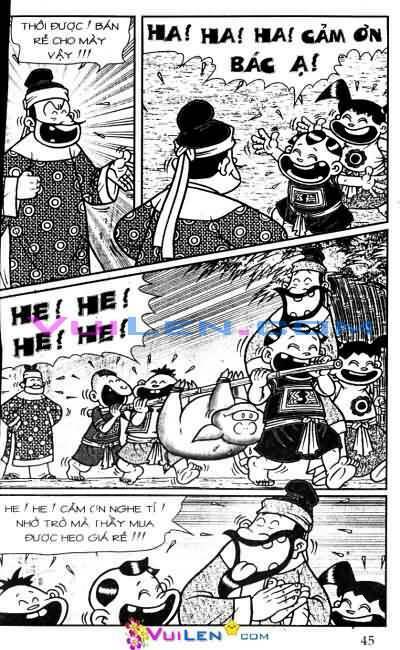 THÔI ĐƯỢC! BÁN
RẺ CHO MÀY
VẬY !!!
HA! HA! HA! CẢM ƠN
BÁC Ạ!
HE! HE!
HE! HE!
VUILEN.COM
HE! HE! CẢM ƠN NGHE TÍ!
NHỜ TRÒ MÀ THẦY MUA
ĐƯỢC HEO GIÁ RẺ !!!
45
VUILEN.COM